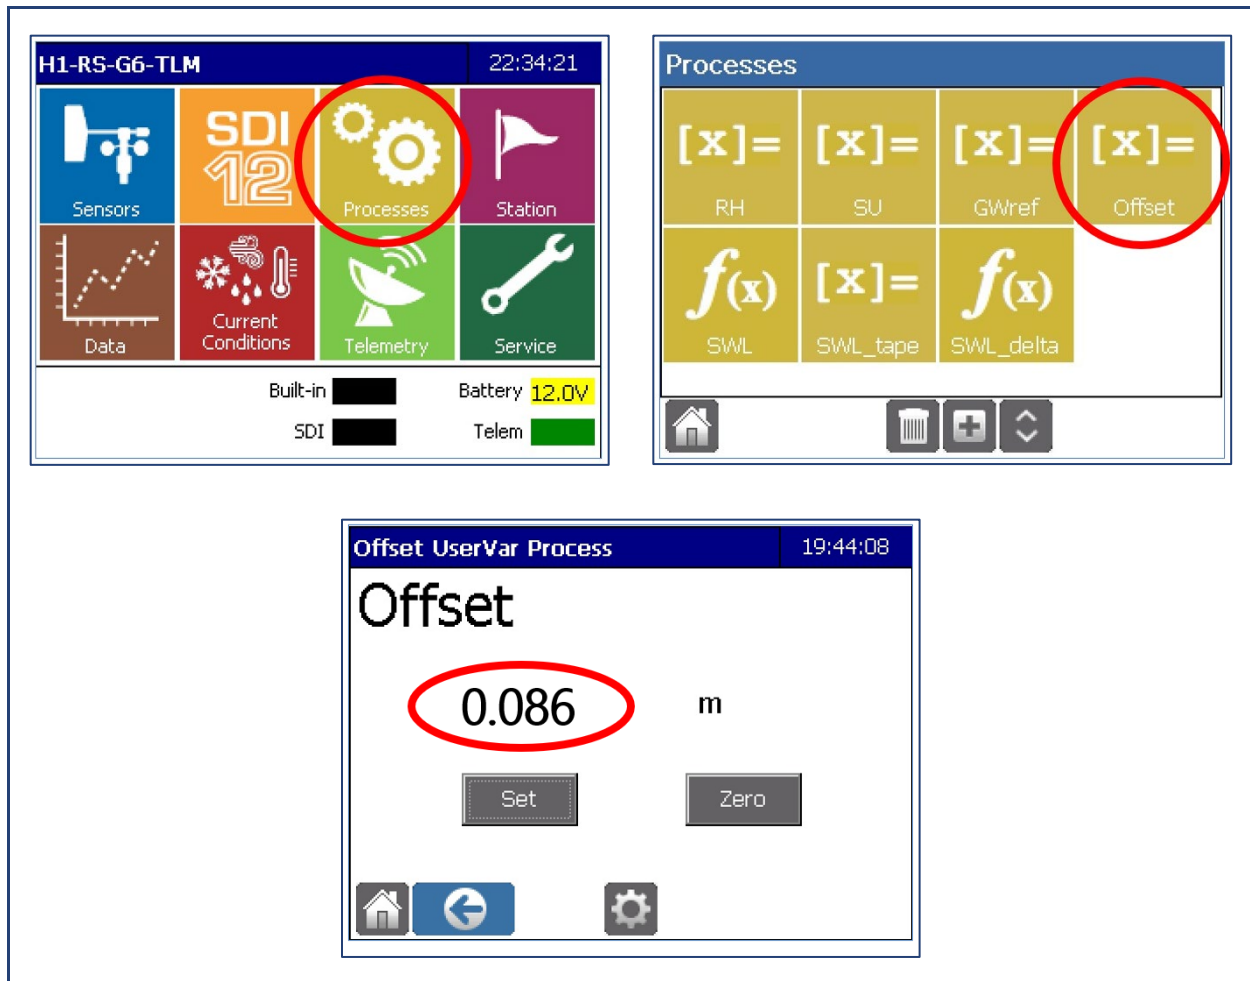 H1-RS-G6-TLM 22:34:21
SDI
12
Sensors Processes Station
Current
Conditions
Data Telemetry Service
Built-in Battery 12.0V
SDI Telem
Processes
[x]= [x]= [x]= [x]=
RH SU GWref Offset
f(x) [x]= f(x)
SWL SWL_tape SWL_delta
Offset UserVar Process 19:44:08
Offset
0.086 m
Set Zero